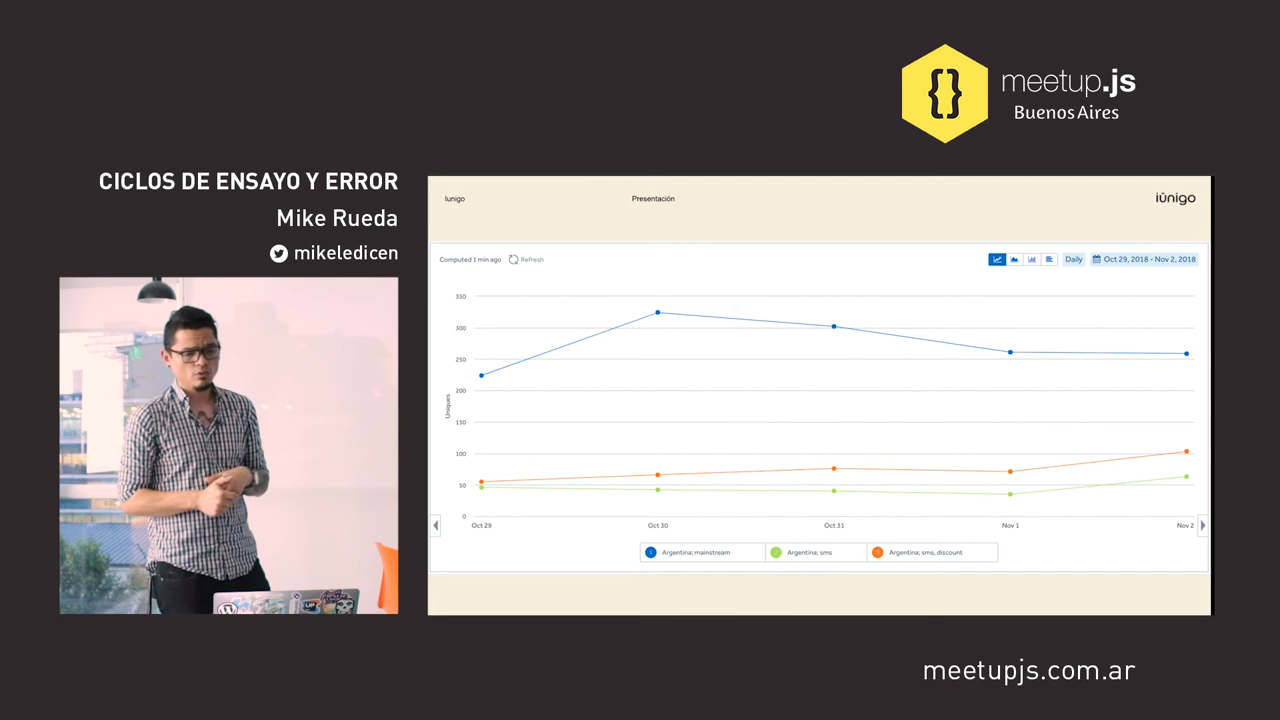 {} meetup.js
Buenos Aires
CICLOS DE ENSAYO Y ERROR
Mike Rueda
mikeledicen
Iunigo
Presentación
iúnigo
Computed 1 min ago
Refresh
Daily
Oct 29, 2018 - Nov 2, 2018
Uniques
350
300
250
200
150
100
50
0
Oct 29
Oct 30
Oct 31
Nov 1
Nov 2
Argentina; mainstream
Argentina; sms
Argentina; sms, discount
UP
meetupjs.com.ar